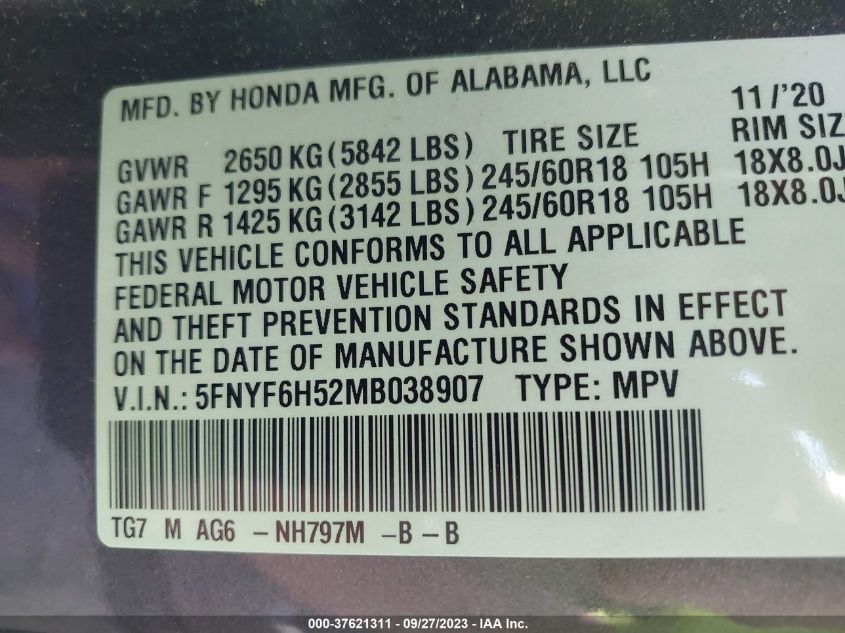 MFD. BY HONDA MFG. OF ALABAMA, LLC 11/'20
TIRE SIZE RIM SIZ
GVWR 2650 KG (5842 LBS)
GAWR F 1295 KG (2855 LBS) 245/60R18 105H 18X8.0J
GAWR R 1425 KG (3142 LBS) 245/60R18 105H 18X8.0J
THIS VEHICLE CONFORMS TO ALL APPLICABLE
FEDERAL MOTOR VEHICLE SAFETY
AND THEFT PREVENTION STANDARDS IN EFFECT
ON THE DATE OF MANUFACTURE SHOWN ABOVE.
V.I.N.: 5FNYF6H52MB038907 TYPE: MPV
TG7 M AG6 - NH797M - B - B
000-37621311 - 09/27/2023 - IAA Inc.